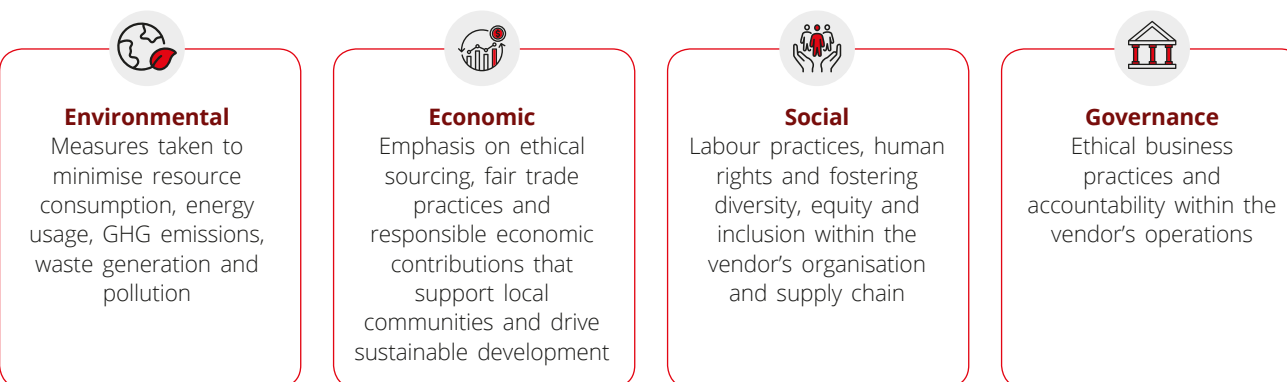 Environmental
Measures taken to
minimise resource
consumption, energy
usage, GHG emissions,
waste generation and
pollution
Economic
Emphasis on ethical
sourcing, fair trade
practices and
responsible economic
contributions that
support local
communities and drive
sustainable development
Social
Labour practices, human
rights and fostering
diversity, equity and
inclusion within the
vendor's organisation
and supply chain
Governance
Ethical business
practices and
accountability within the
vendor's operations